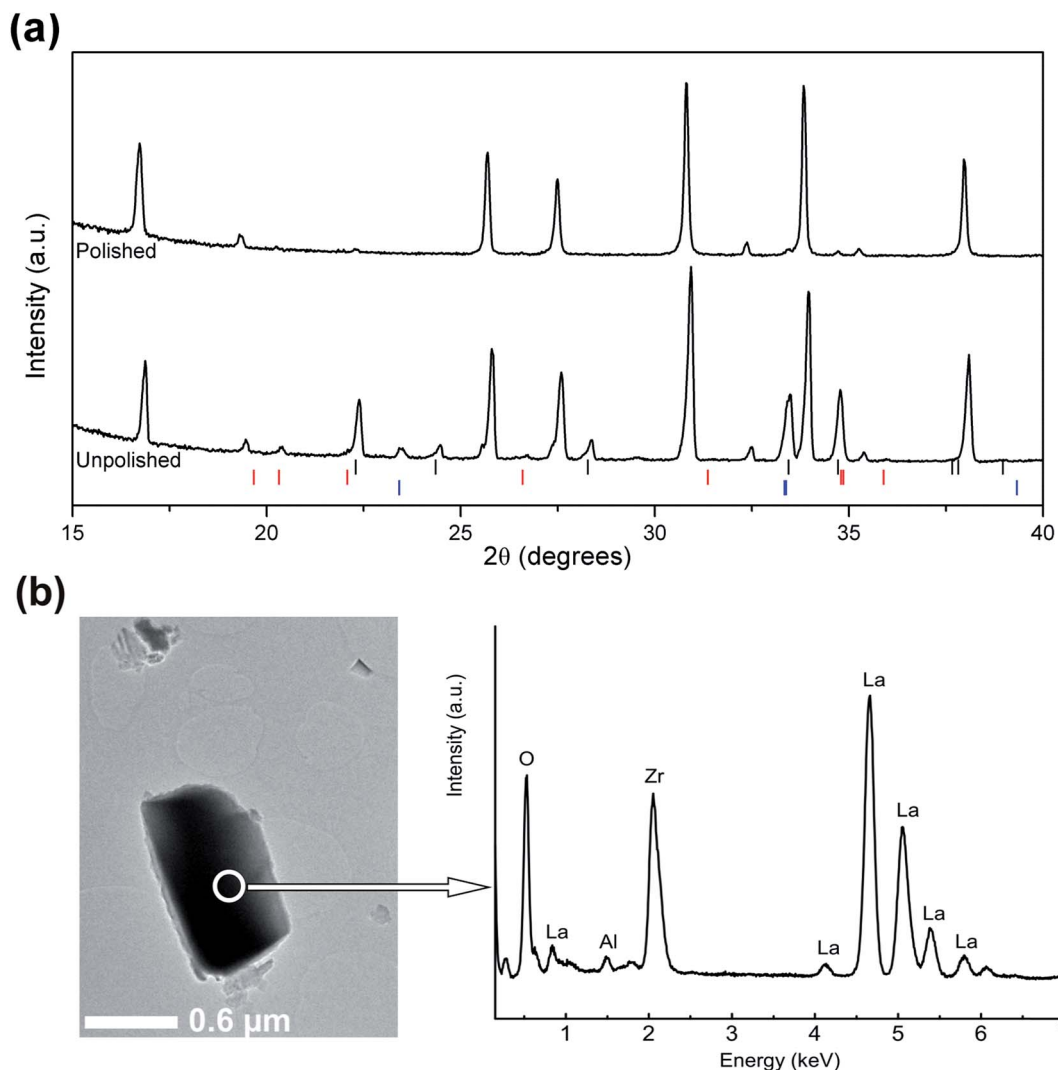 (a)
Intensity (a.u.)
Polished
Unpolished
15 20 25 30 35 40
2θ (degrees)
(b)
0.6 µm
Intensity (a.u.)
O
La
Al
Zr
La
La
La
La
La
1 2 3 4 5 6
Energy (keV)